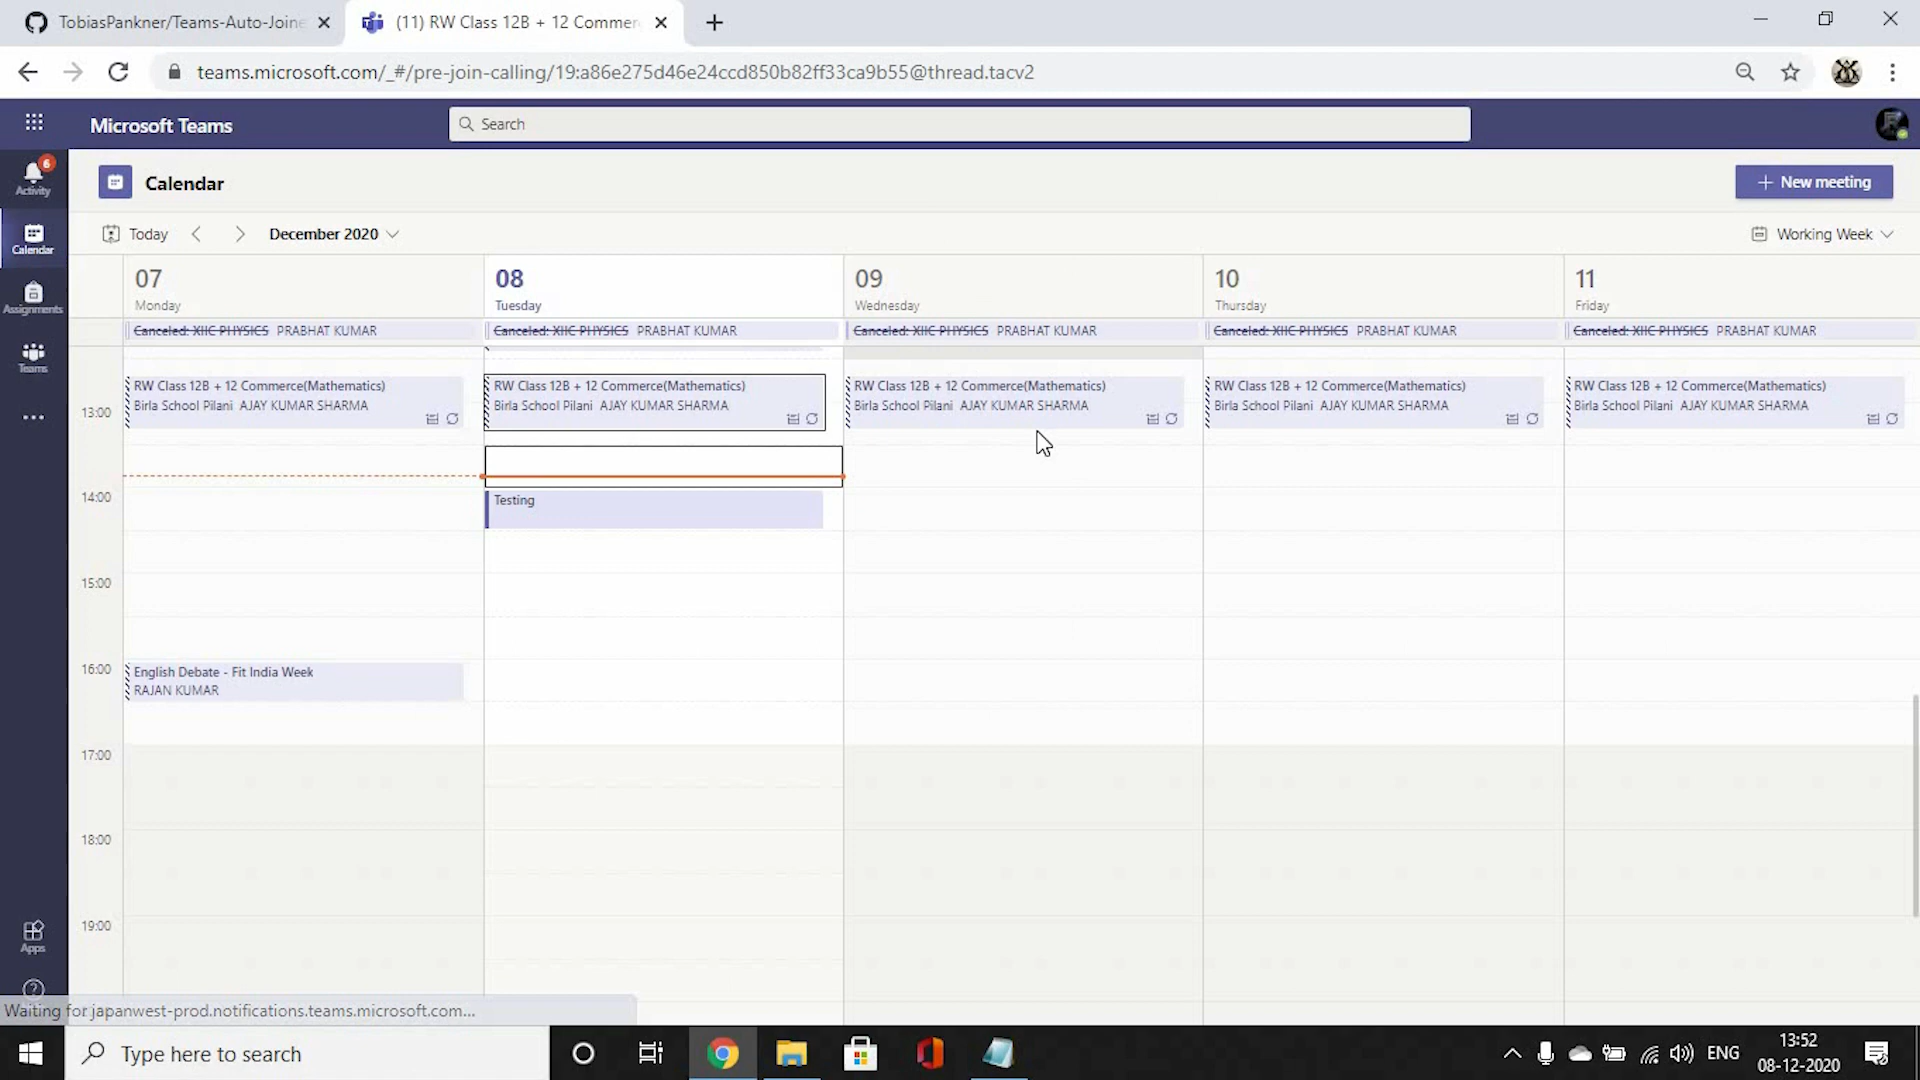 TobiasPankner/Teams-Auto-Joine
(11) RW Class 12B + 12 Commer
teams.microsoft.com/_#/pre-join-calling/19:a86e275d46e24ccd850b82ff33ca9b55@thread.tacv2
Microsoft Teams
Search
6
Activity
Calendar
New meeting
Calendar
Today
December 2020
Working Week
07
08
09
10
11
Monday
Tuesday
Wednesday
Thursday
Friday
Canceled: XIIC PHYSICS PRABHAT KUMAR
Canceled: XIIC PHYSICS PRABHAT KUMAR
Canceled: XIIC PHYSICS PRABHAT KUMAR
Canceled: XIIC PHYSICS PRABHAT KUMAR
Canceled: XIIC PHYSICS PRABHAT KUMAR
Assignments
Teams
RW Class 12B + 12 Commerce(Mathematics)
Birla School Pilani AJAY KUMAR SHARMA
RW Class 12B + 12 Commerce(Mathematics)
Birla School Pilani AJAY KUMAR SHARMA
RW Class 12B + 12 Commerce(Mathematics)
Birla School Pilani AJAY KUMAR SHARMA
RW Class 12B + 12 Commerce(Mathematics)
Birla School Pilani AJAY KUMAR SHARMA
RW Class 12B + 12 Commerce(Mathematics)
Birla School Pilani AJAY KUMAR SHARMA
13:00
14:00
Testing
15:00
16:00
English Debate - Fit India Week
RAJAN KUMAR
17:00
18:00
19:00
Apps
Waiting for japanwest-prod.notifications.teams.microsoft.com...
Type here to search
ENG
13:52
08-12-2020